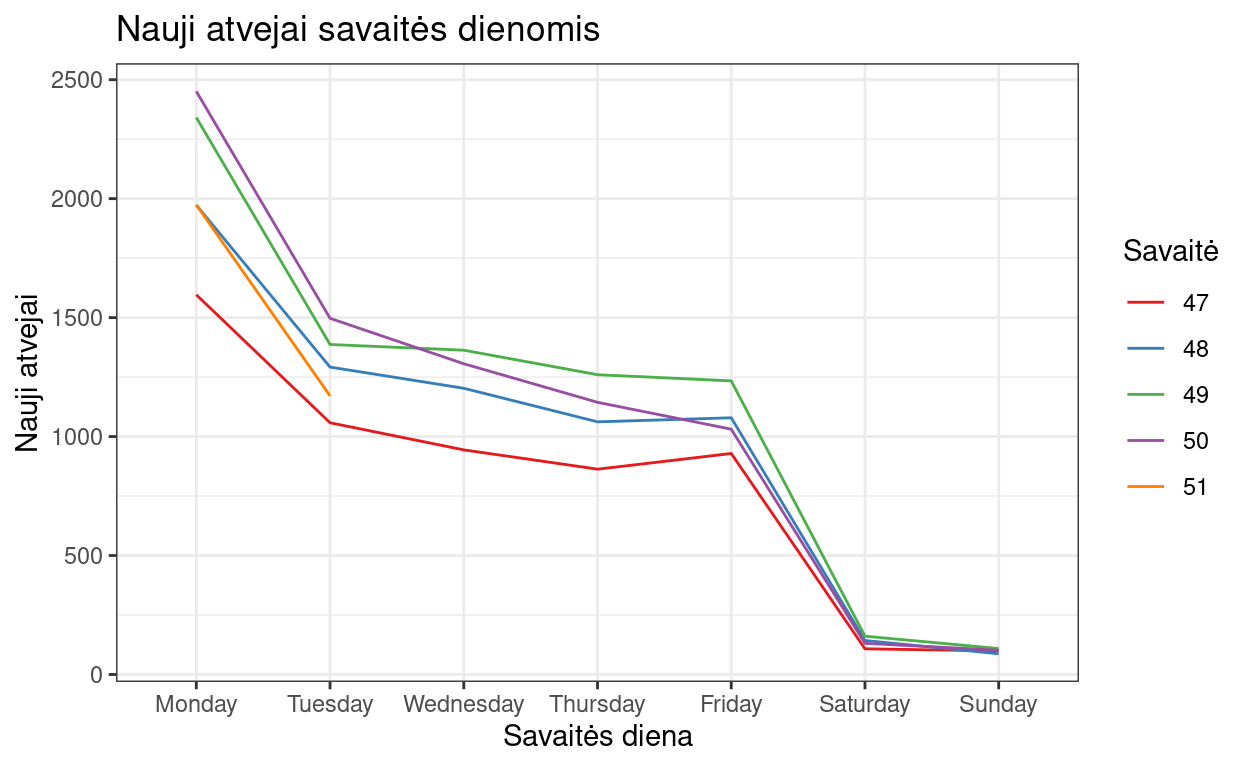 Nauji atvejai savaitės dienomis
Nauji atvejai
2500
2000
1500
1000
500
0
Monday Tuesday Wednesday Thursday Friday Saturday Sunday
Savaitės diena
Savaitė
47
48
49
50
51